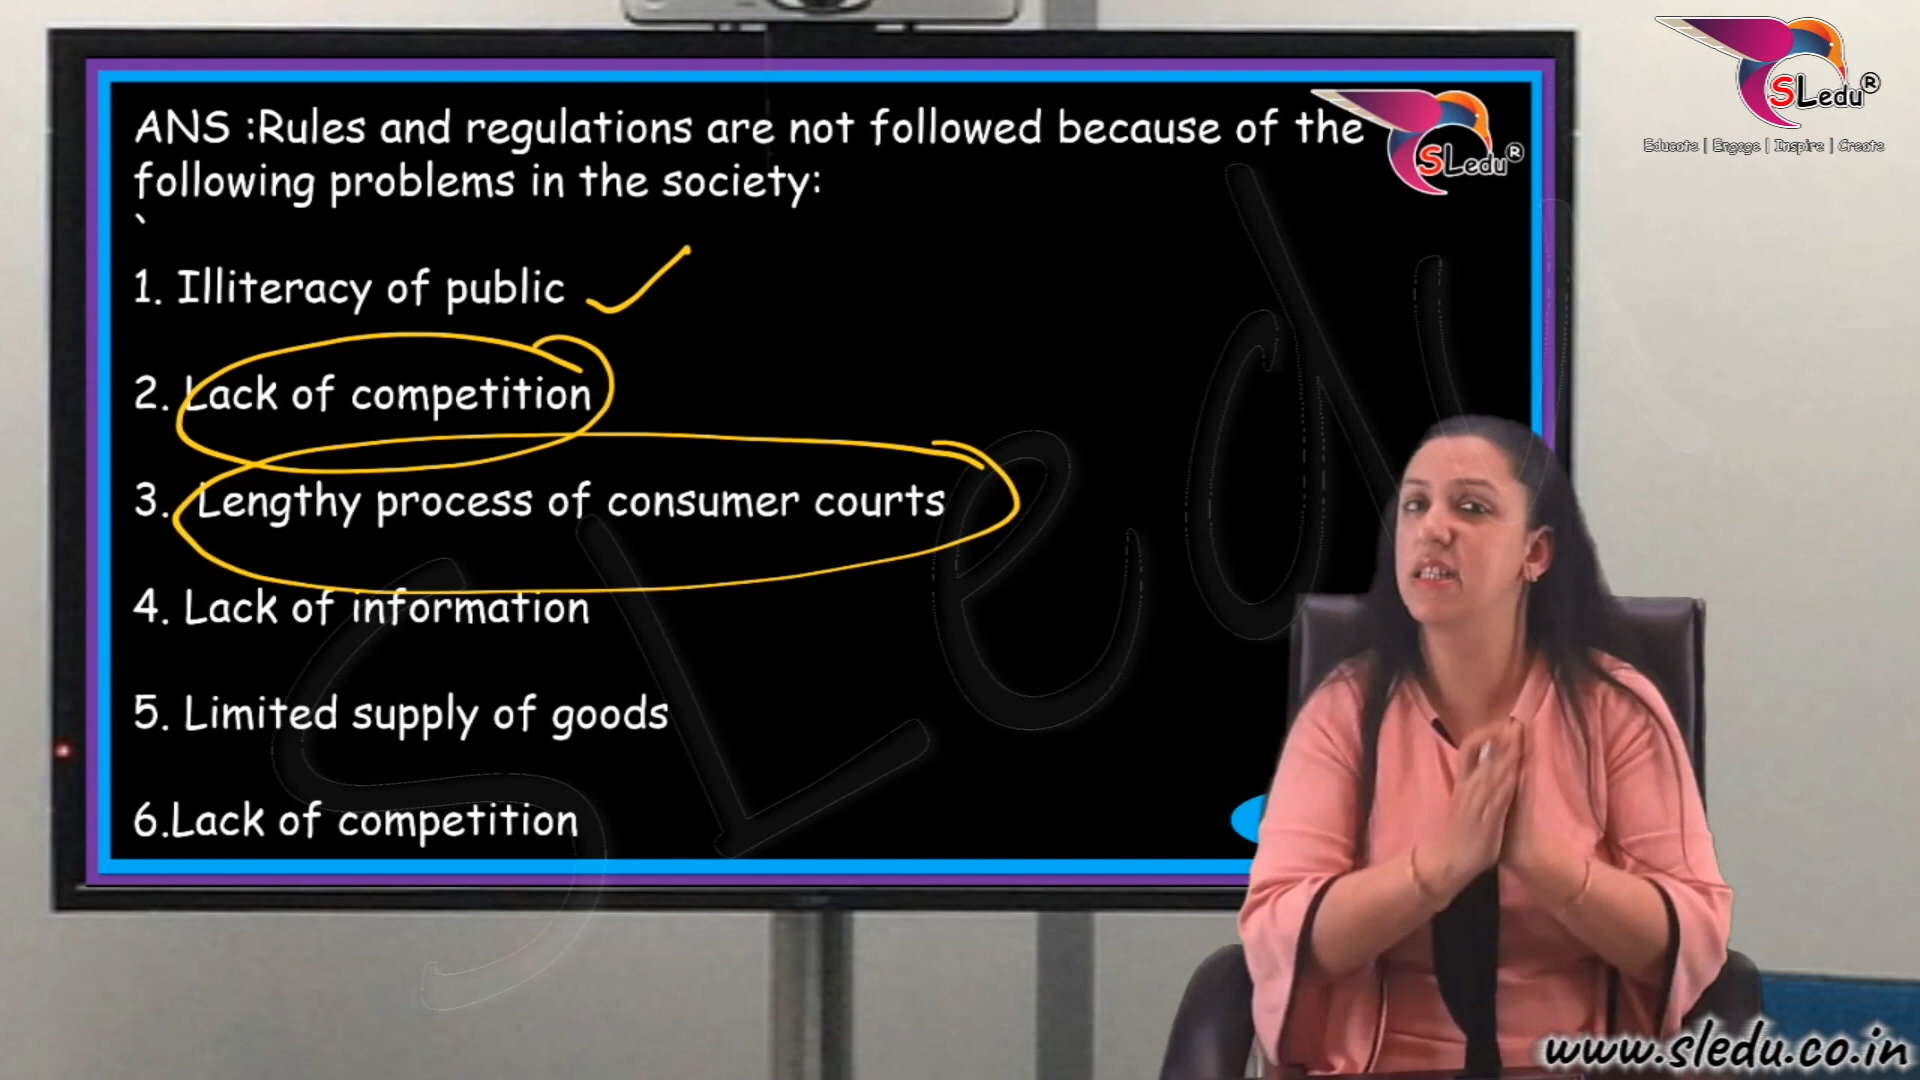 ANS :Rules and regulations are not followed because of the
following problems in the society:
`
1. Illiteracy of public
2. Lack of competition
3. Lengthy process of consumer courts
4. Lack of information
5. Limited supply of goods
6.Lack of competition
SLedu®
SLedu®
Educate | Engage | Inspire | Create
SLedu
www.sledu.co.in